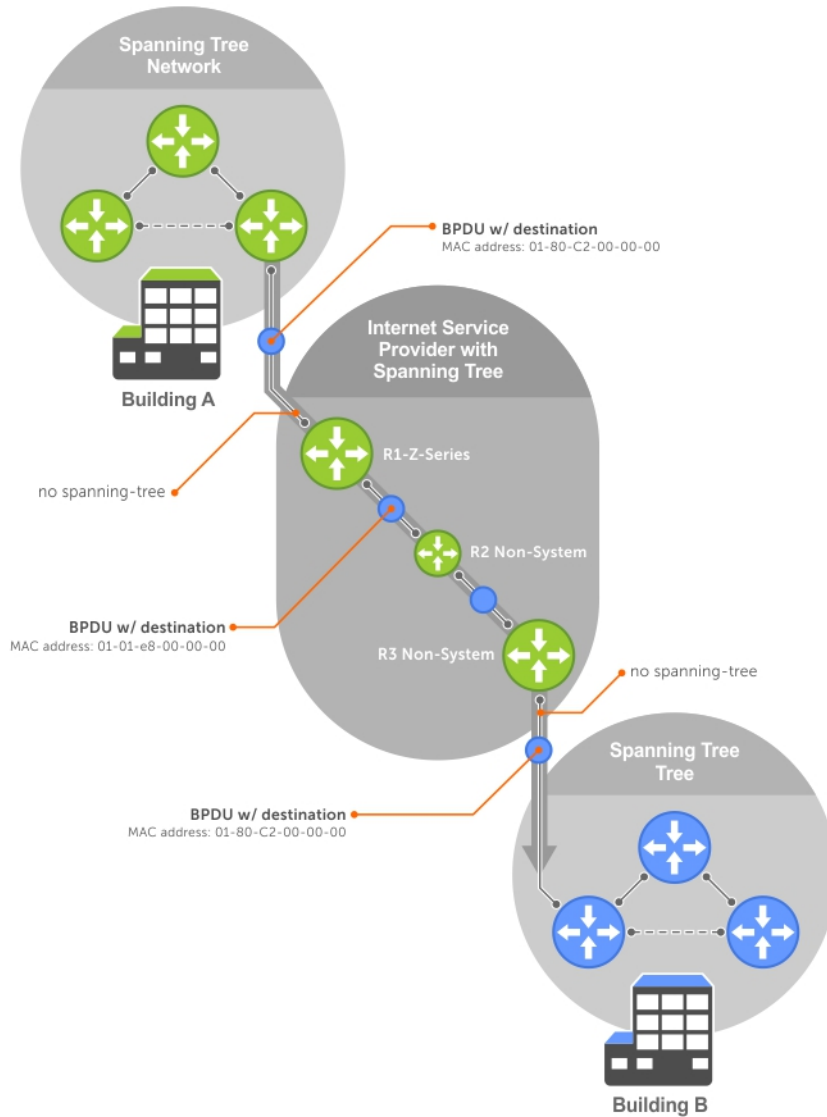 Spanning Tree
Network
BPDU w/ destination
MAC address: 01-80-C2-00-00-00
Building A
Internet Service
Provider with
Spanning Tree
R1-Z-Series
no spanning-tree
R2 Non-System
BPDU w/ destination
MAC address: 01-01-e8-00-00-00
R3 Non-System
no spanning-tree
Spanning Tree
Tree
BPDU w/ destination
MAC address: 01-80-C2-00-00-00
Building B